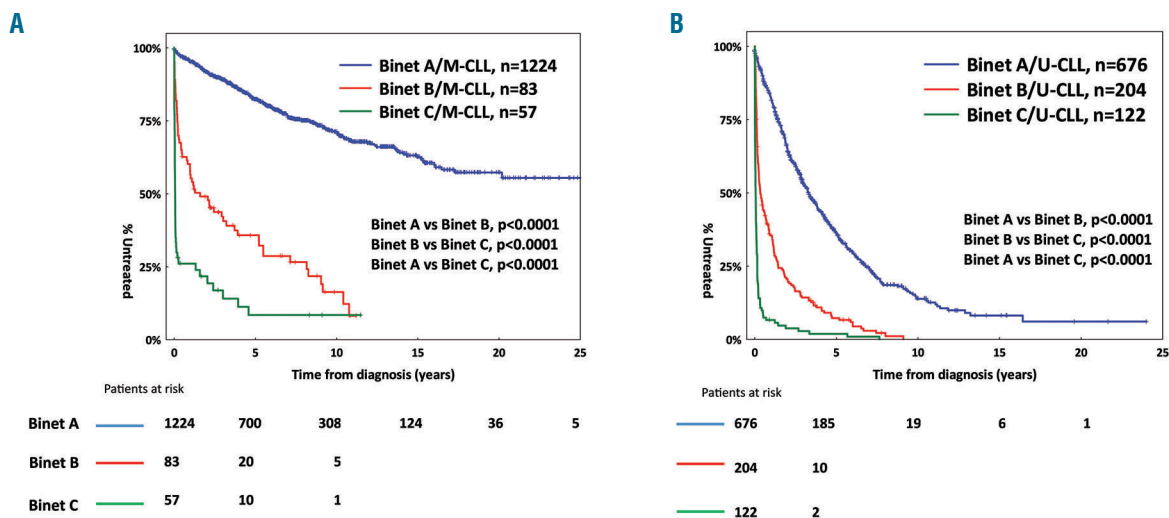 A
100%
75%
50%
25%
0%
% Untreated
Binet A/M-CLL, n=1224
Binet B/M-CLL, n=83
Binet C/M-CLL, n=57
Binet A vs Binet B, p<0.0001
Binet B vs Binet C, p<0.0001
Binet A vs Binet C, p<0.0001
0 5 10 15 20 25
Time from diagnosis (years)
Patients at risk
Binet A 1224 700 308 124 36 5
Binet B 83 20 5
Binet C 57 10 1
B
100%
75%
50%
25%
0%
% Untreated
Binet A/U-CLL, n=676
Binet B/U-CLL, n=204
Binet C/U-CLL, n=122
Binet A vs Binet B, p<0.0001
Binet B vs Binet C, p<0.0001
Binet A vs Binet C, p<0.0001
0 5 10 15 20 25
Time from diagnosis (years)
Patients at risk
676 185 19 6 1
204 10
122 2